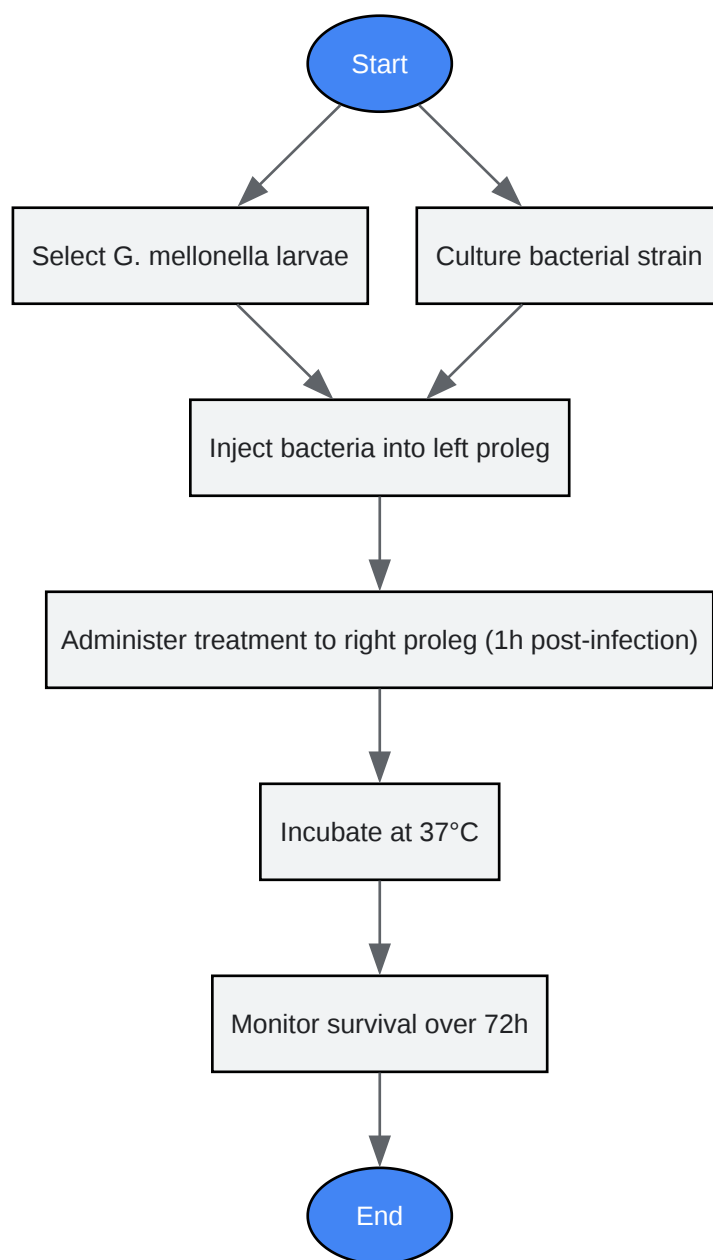 Start
Select G. mellonella larvae
Culture bacterial strain
Inject bacteria into left proleg
Administer treatment to right proleg (1h post-infection)
Incubate at 37°C
Monitor survival over 72h
End